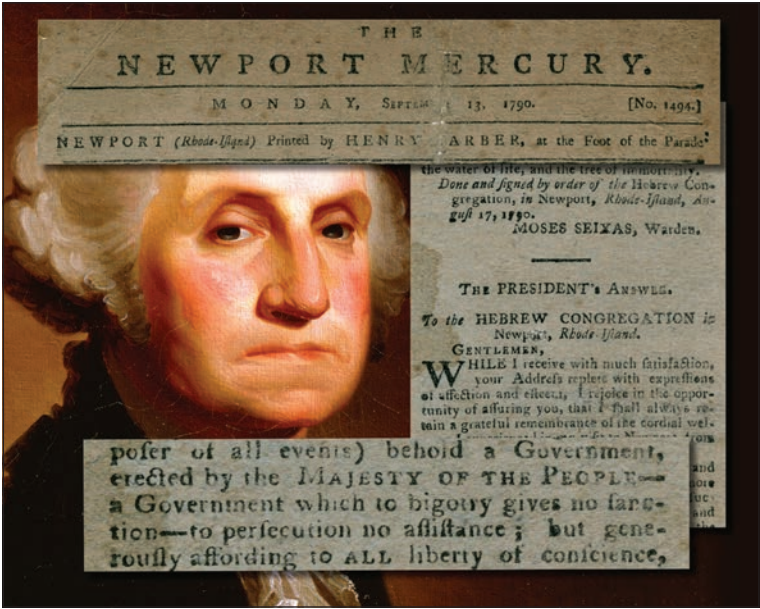 THE
NEWPORT MERCURY.
MONDAY, SEPTEM 13, 1790. [No. 1494.]
NEWPORT (Rhode-Iſland) Printed by HENRY ARBER, at the Foot of the Parade
the water of life, and the tree of immortality.
Done and ſigned by order of the Hebrew Con-
gregation, in Newport, Rhode-Iſland, Au-
guſt 17, 1790.
MOSES SEIXAS, Warden.
THE PRESIDENT's ANSWER.
To the HEBREW CONGREGATION in
Newport, Rhode Iſland.
GENTLEMEN,
WHILE I receive with much ſatisfaction,
your Addreſs replete with expreſſions
of affection and eſteem, I rejoice in the oppor-
tunity of aſſuring you, that I ſhall always re-
tain a grateful remembrance of the cordial wel-
from
poſer of all events) behold a Government,
erected by the MAJESTY OF THE PEOPLE—
a Government which to bigotry gives no ſanc-
tion—to perſecution no aſſiſtance; but gene-
rouſly affording to ALL liberty of conſcience,
and
more
and
the